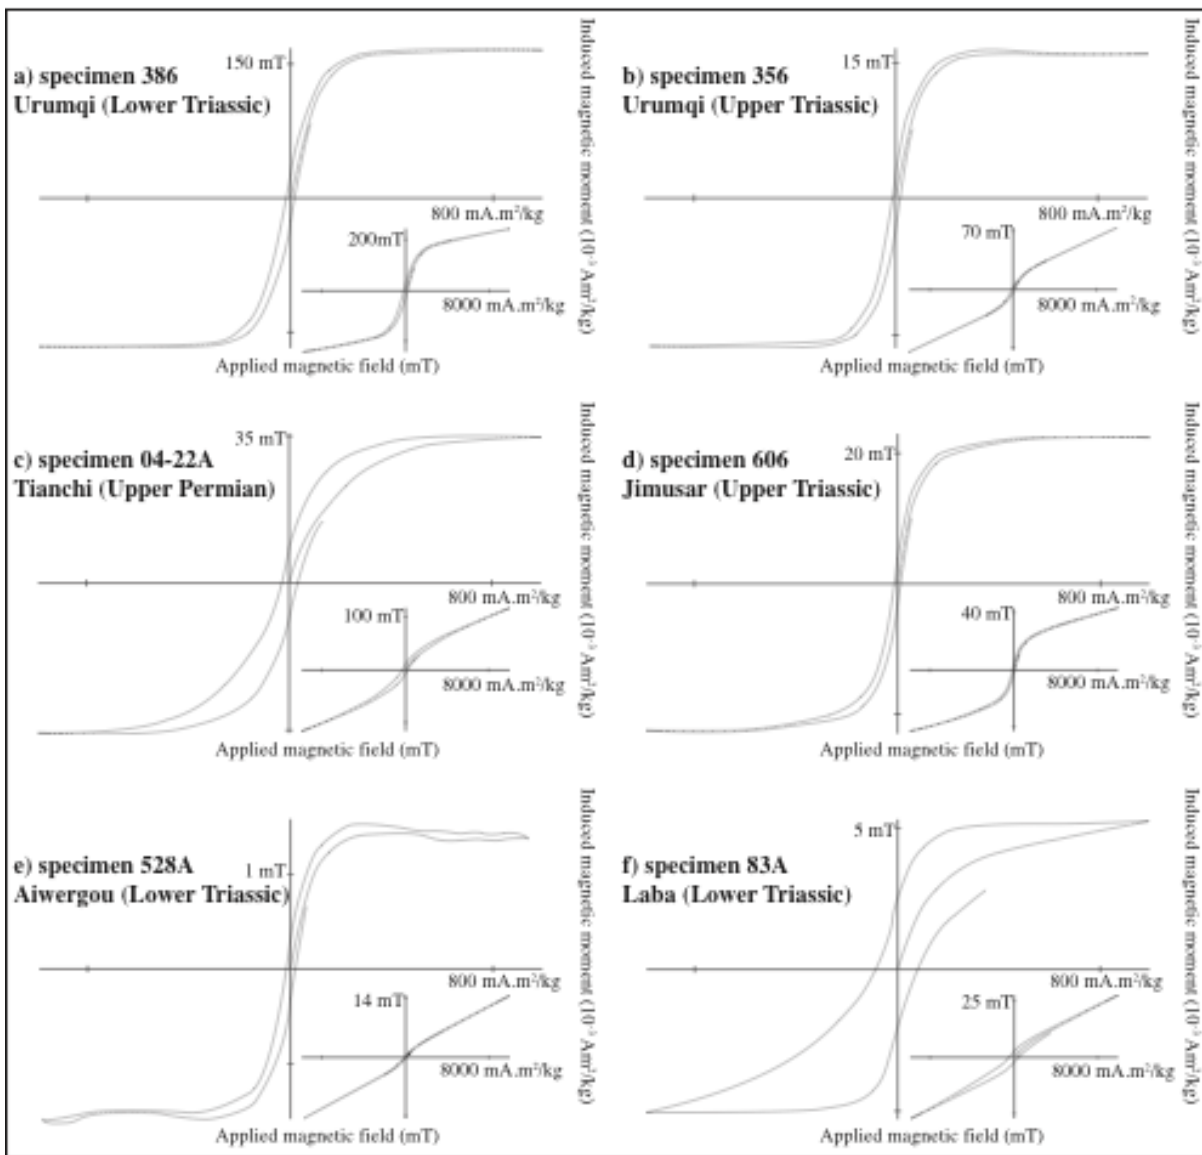 a) specimen 386
Urumqi (Lower Triassic)
150 mT
800 mA.m²/kg
200mT
8000 mA.m²/kg
Applied magnetic field (mT)
Induced magnetic moment (10⁻³ Am²/kg)
b) specimen 356
Urumqi (Upper Triassic)
15 mT
800 mA.m²/kg
70 mT
8000 mA.m²/kg
Applied magnetic field (mT)
Induced magnetic moment (10⁻³ Am²/kg)
c) specimen 04-22A
Tianchi (Upper Permian)
35 mT
800 mA.m²/kg
100 mT
8000 mA.m²/kg
Applied magnetic field (mT)
Induced magnetic moment (10⁻³ Am²/kg)
d) specimen 606
Jimusar (Upper Triassic)
20 mT
800 mA.m²/kg
40 mT
8000 mA.m²/kg
Applied magnetic field (mT)
Induced magnetic moment (10⁻³ Am²/kg)
e) specimen 528A
Aiwergou (Lower Triassic)
1 mT
800 mA.m²/kg
14 mT
8000 mA.m²/kg
Applied magnetic field (mT)
Induced magnetic moment (10⁻³ Am²/kg)
f) specimen 83A
Laba (Lower Triassic)
5 mT
800 mA.m²/kg
25 mT
8000 mA.m²/kg
Applied magnetic field (mT)
Induced magnetic moment (10⁻³ Am²/kg)